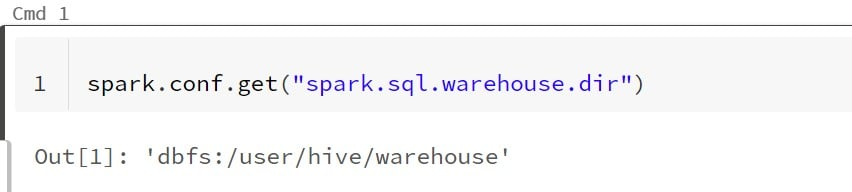 Cmd 1
1 spark.conf.get("spark.sql.warehouse.dir")
Out[1]: 'dbfs:/user/hive/warehouse'